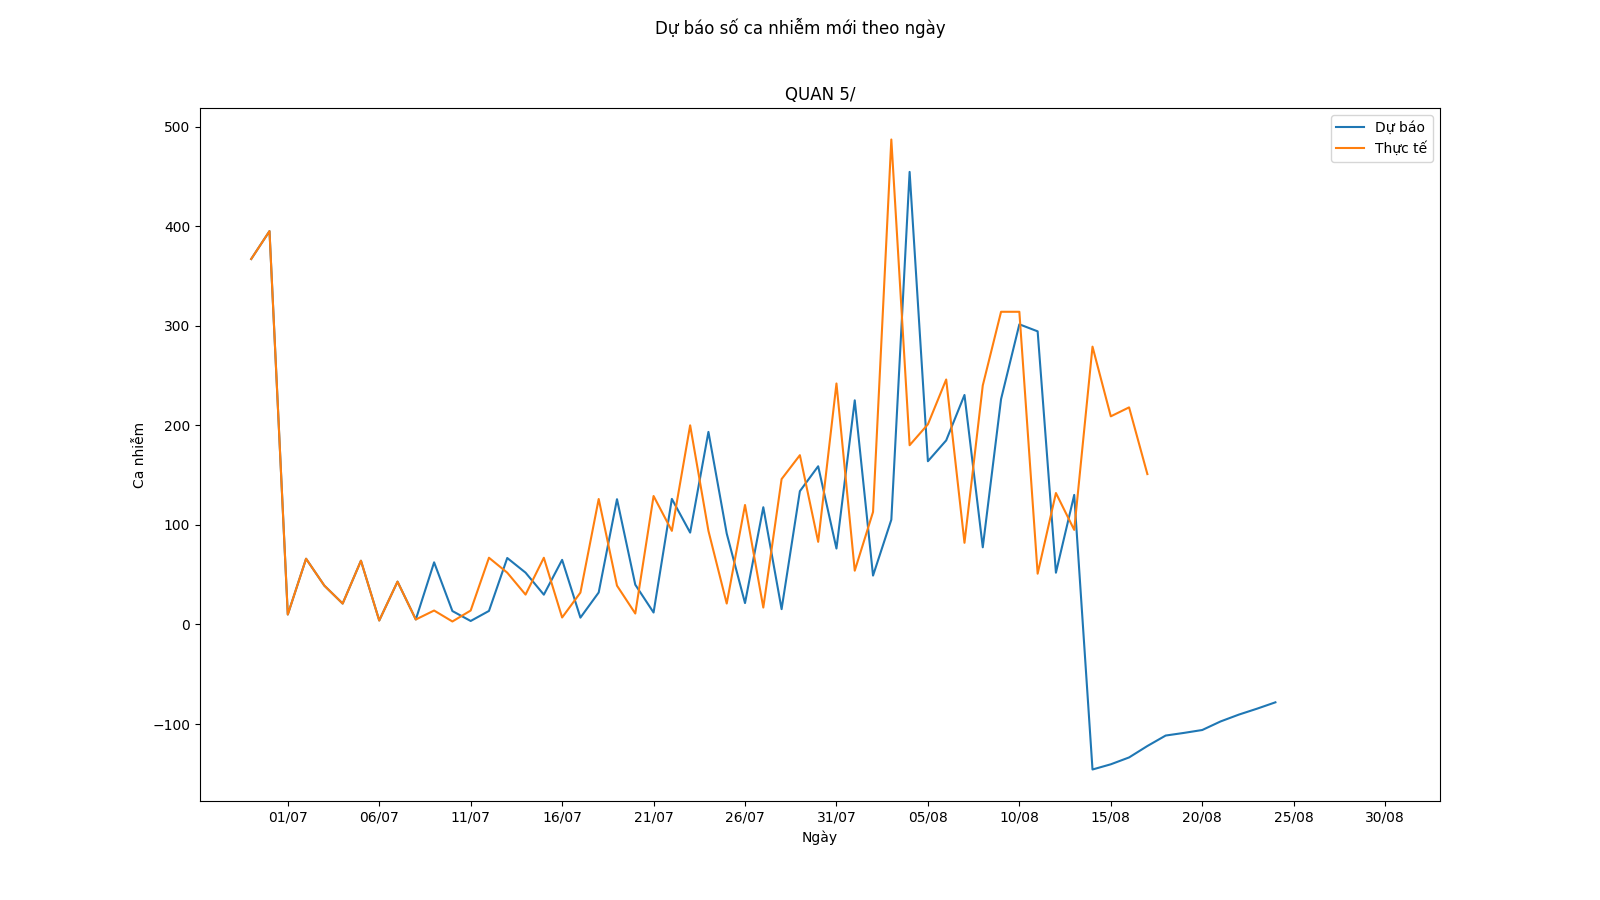 Dự báo số ca nhiễm mới theo ngày
QUAN 5/
Dự báo
Thực tế
500
400
300
200
100
0
−100
Ca nhiễm
01/07 06/07 11/07 16/07 21/07 26/07 31/07 05/08 10/08 15/08 20/08 25/08 30/08
Ngày